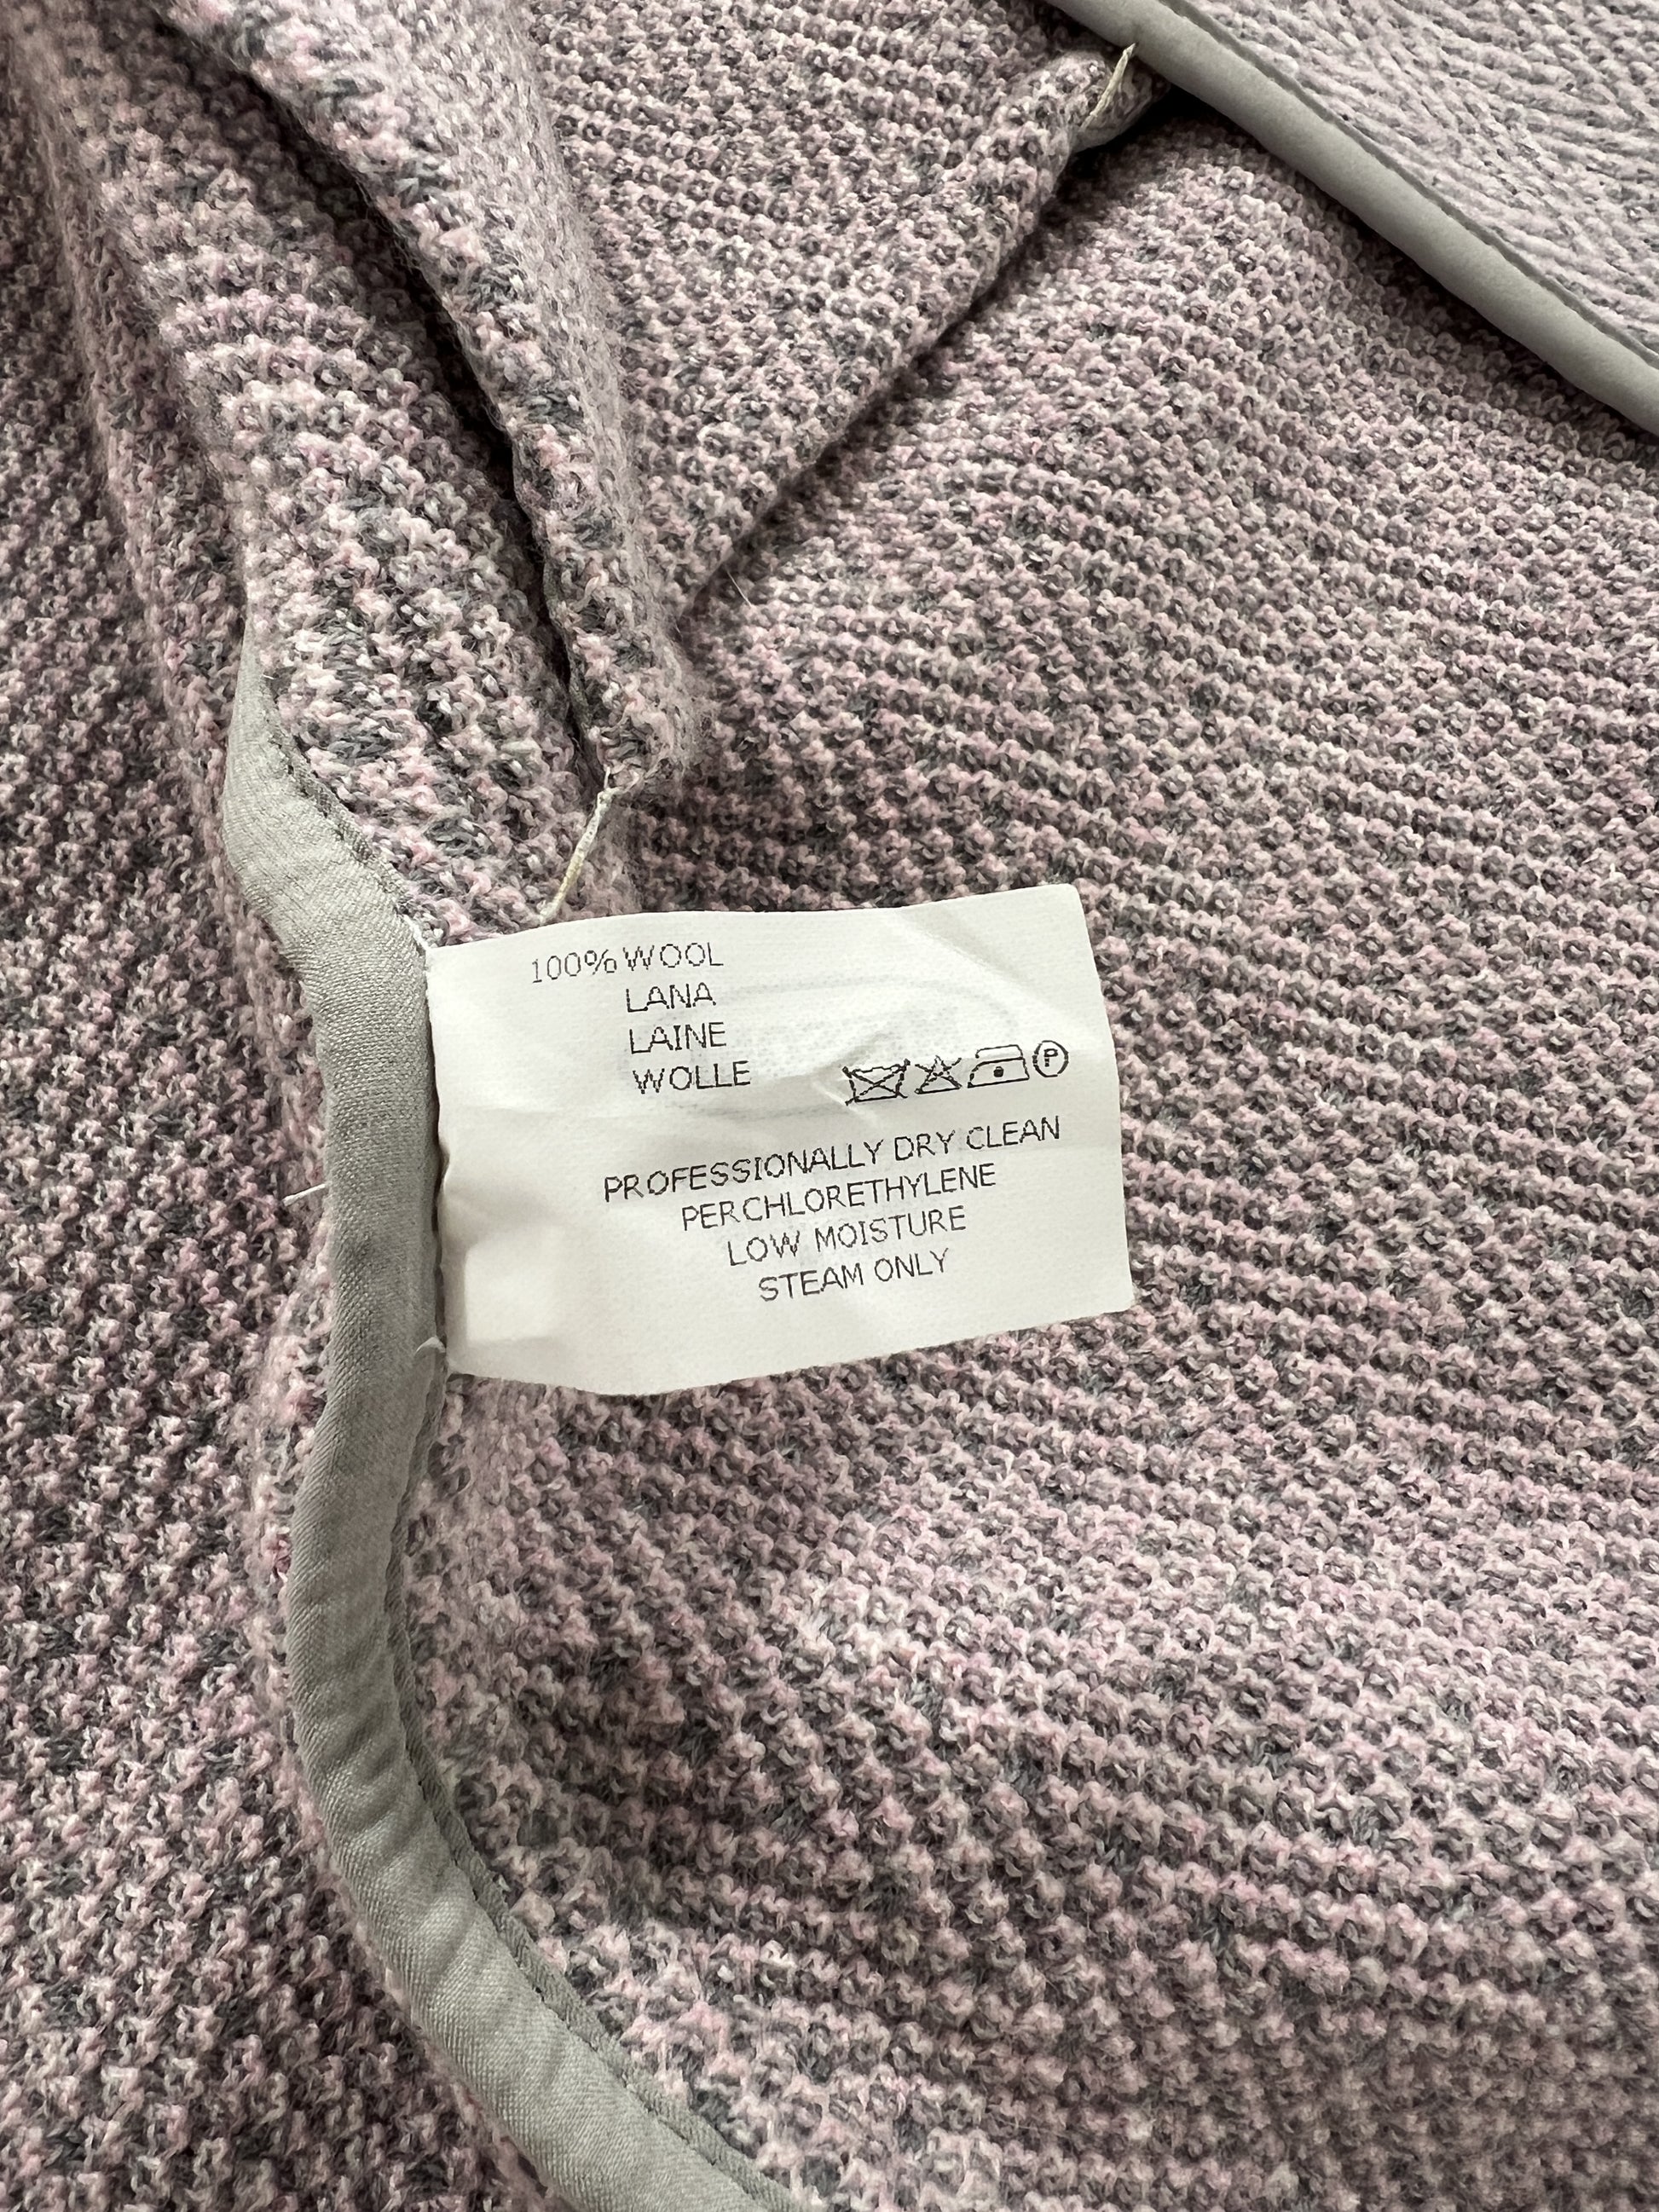 100% WOOL
LANA
LAINE
WOLLE
P
PROFESSIONALLY DRY CLEAN
PERCHLORETHYLENE
LOW MOISTURE
STEAM ONLY